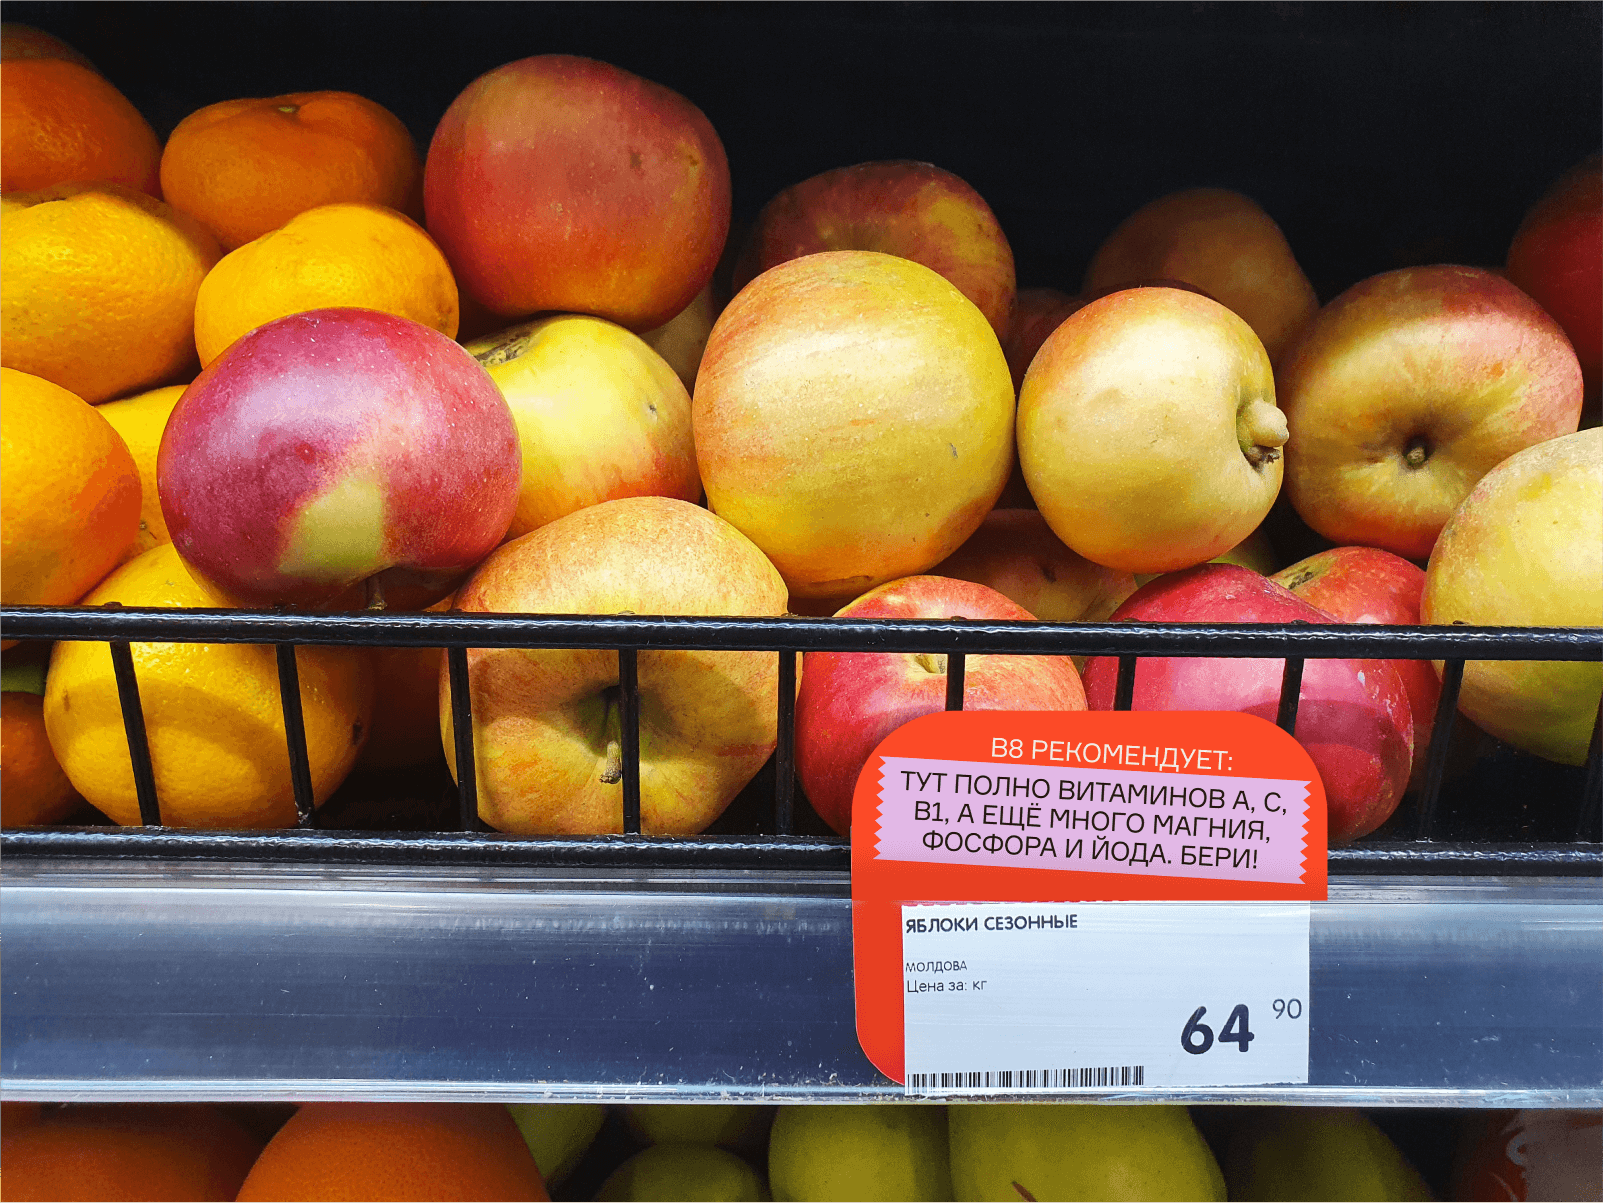 В8 РЕКОМЕНДУЕТ:
ТУТ ПОЛНО ВИТАМИНОВ А, С,
В1, А ЕЩЁ МНОГО МАГНИЯ,
ФОСФОРА И ЙОДА. БЕРИ!
ЯБЛОКИ СЕЗОННЫЕ
МОЛДОВА
Цена за: кг
64 90